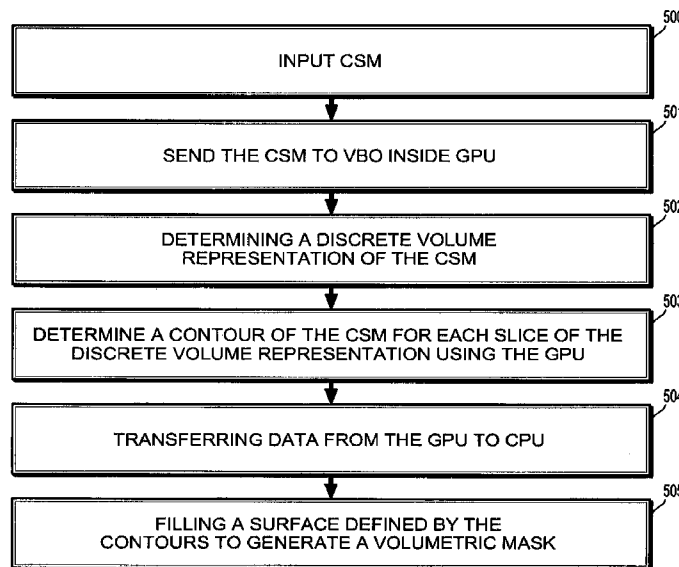 500
INPUT CSM
501
SEND THE CSM TO VBO INSIDE GPU
502
DETERMINING A DISCRETE VOLUME
REPRESENTATION OF THE CSM
503
DETERMINE A CONTOUR OF THE CSM FOR EACH SLICE OF THE
DISCRETE VOLUME REPRESENTATION USING THE GPU
504
TRANSFERRING DATA FROM THE GPU TO CPU
505
FILLING A SURFACE DEFINED BY THE
CONTOURS TO GENERATE A VOLUMETRIC MASK